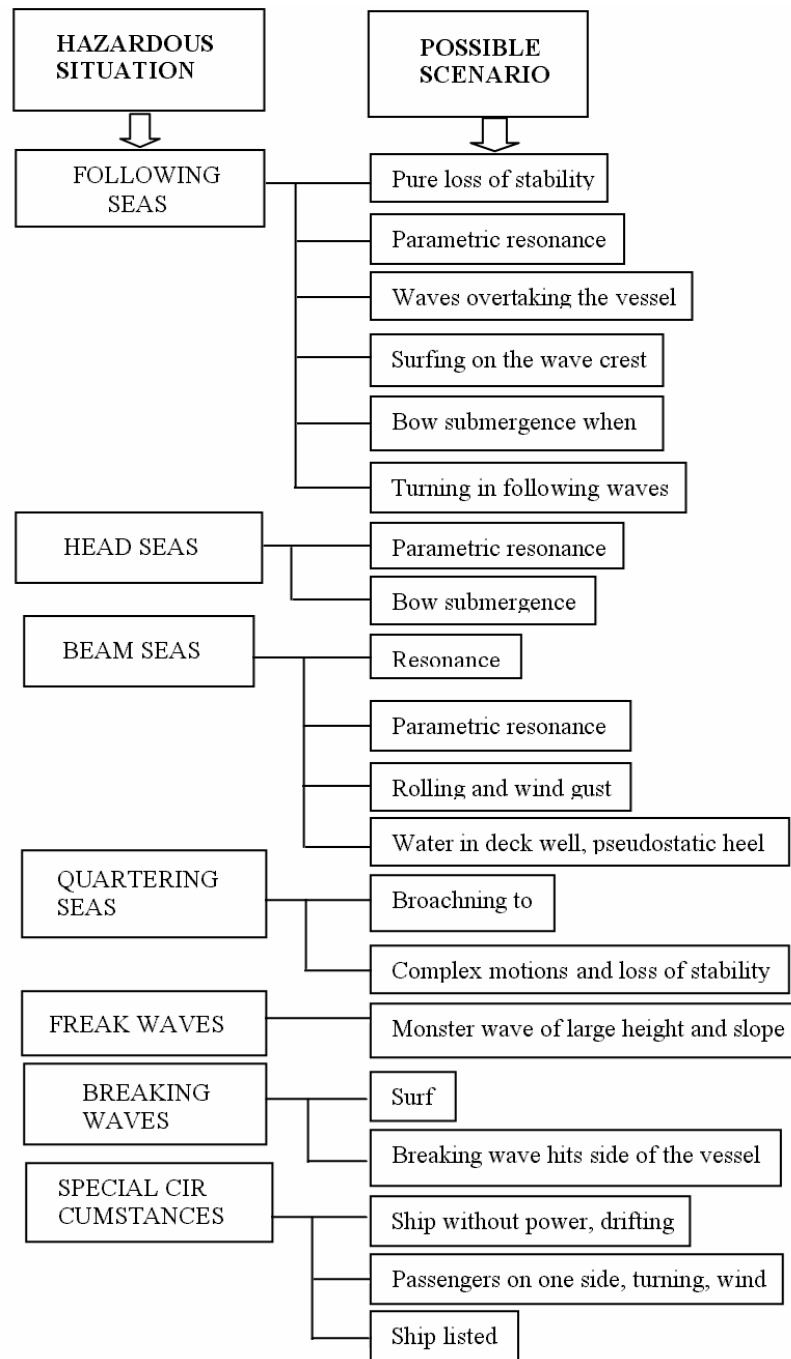 HAZARDOUS
SITUATION
POSSIBLE
SCENARIO
FOLLOWING
SEAS
Pure loss of stability
Parametric resonance
Waves overtaking the vessel
Surfing on the wave crest
Bow submergence when
Turning in following waves
HEAD SEAS
Parametric resonance
Bow submergence
BEAM SEAS
Resonance
Parametric resonance
Rolling and wind gust
Water in deck well, pseudostatic heel
QUARTERING
SEAS
Broachning to
Complex motions and loss of stability
FREAK WAVES
Monster wave of large height and slope
BREAKING
WAVES
Surf
Breaking wave hits side of the vessel
SPECIAL CIR
CUMSTANCES
Ship without power, drifting
Passengers on one side, turning, wind
Ship listed